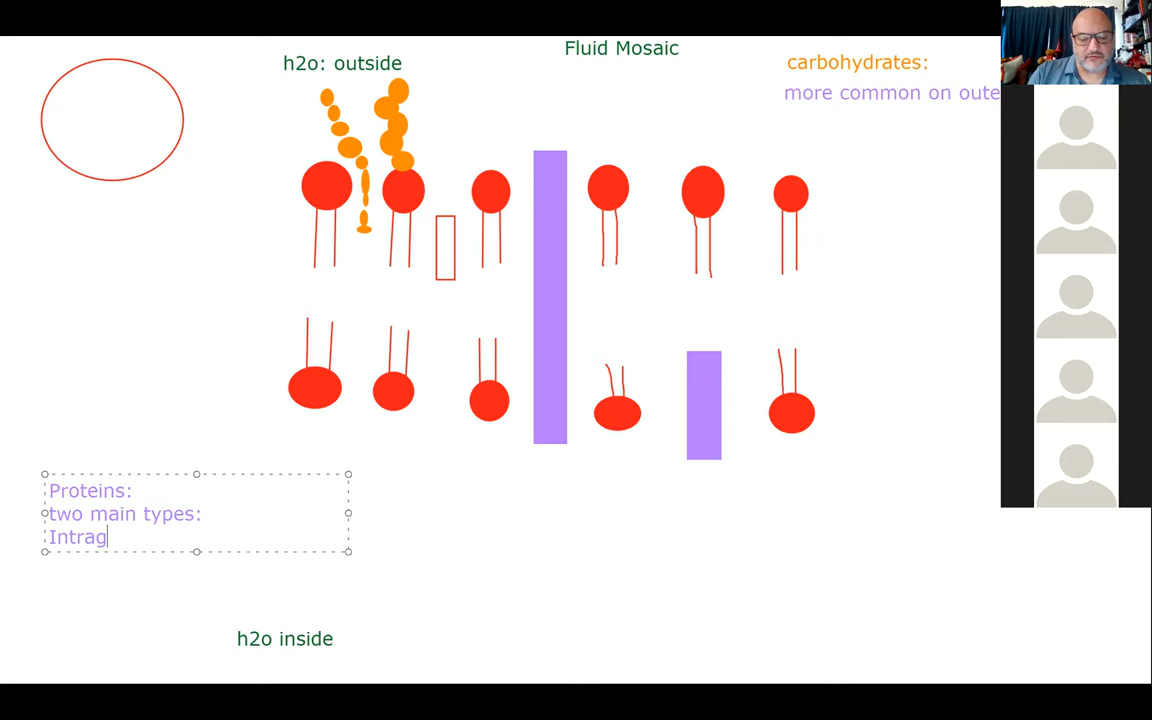 Fluid Mosaic
h2o: outside
carbohydrates:
more common on oute
Proteins:
two main types:
Intrag
h2o inside